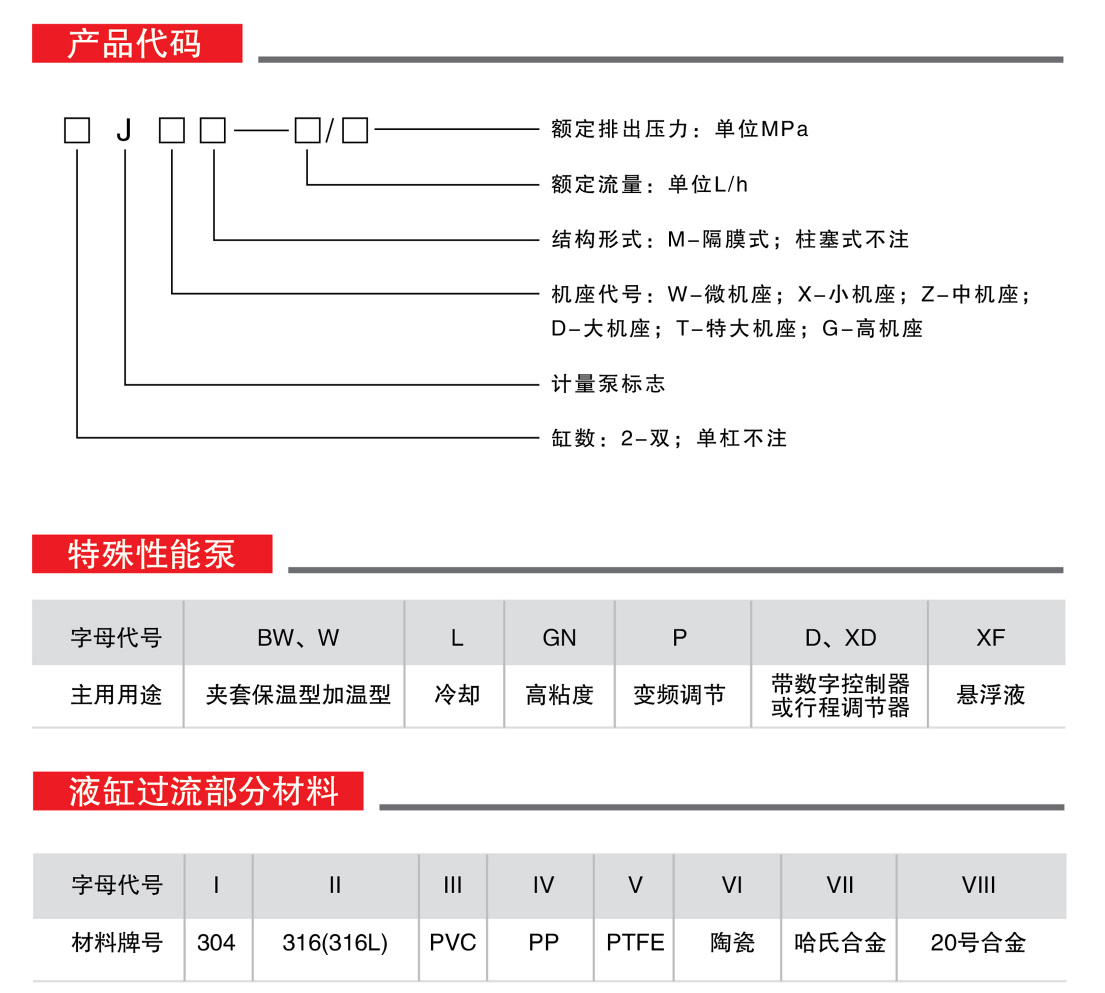 产品代码
□ J □ □ — □ / □ 额定排出压力：单位MPa
额定流量：单位L/h
结构形式：M-隔膜式；柱塞式不注
机座代号：W-微机座；X-小机座；Z-中机座；
D-大机座；T-特大机座；G-高机座
计量泵标志
缸数：2-双；单杠不注
特殊性能泵
字母代号 BW、W L GN P D、XD XF
主用用途 夹套保温型加温型 冷却 高粘度 变频调节 带数字控制器 悬浮液
或行程调节器
液缸过流部分材料
字母代号 I II III IV V VI VII VIII
材料牌号 304 316(316L) PVC PP PTFE 陶瓷 哈氏合金 20号合金